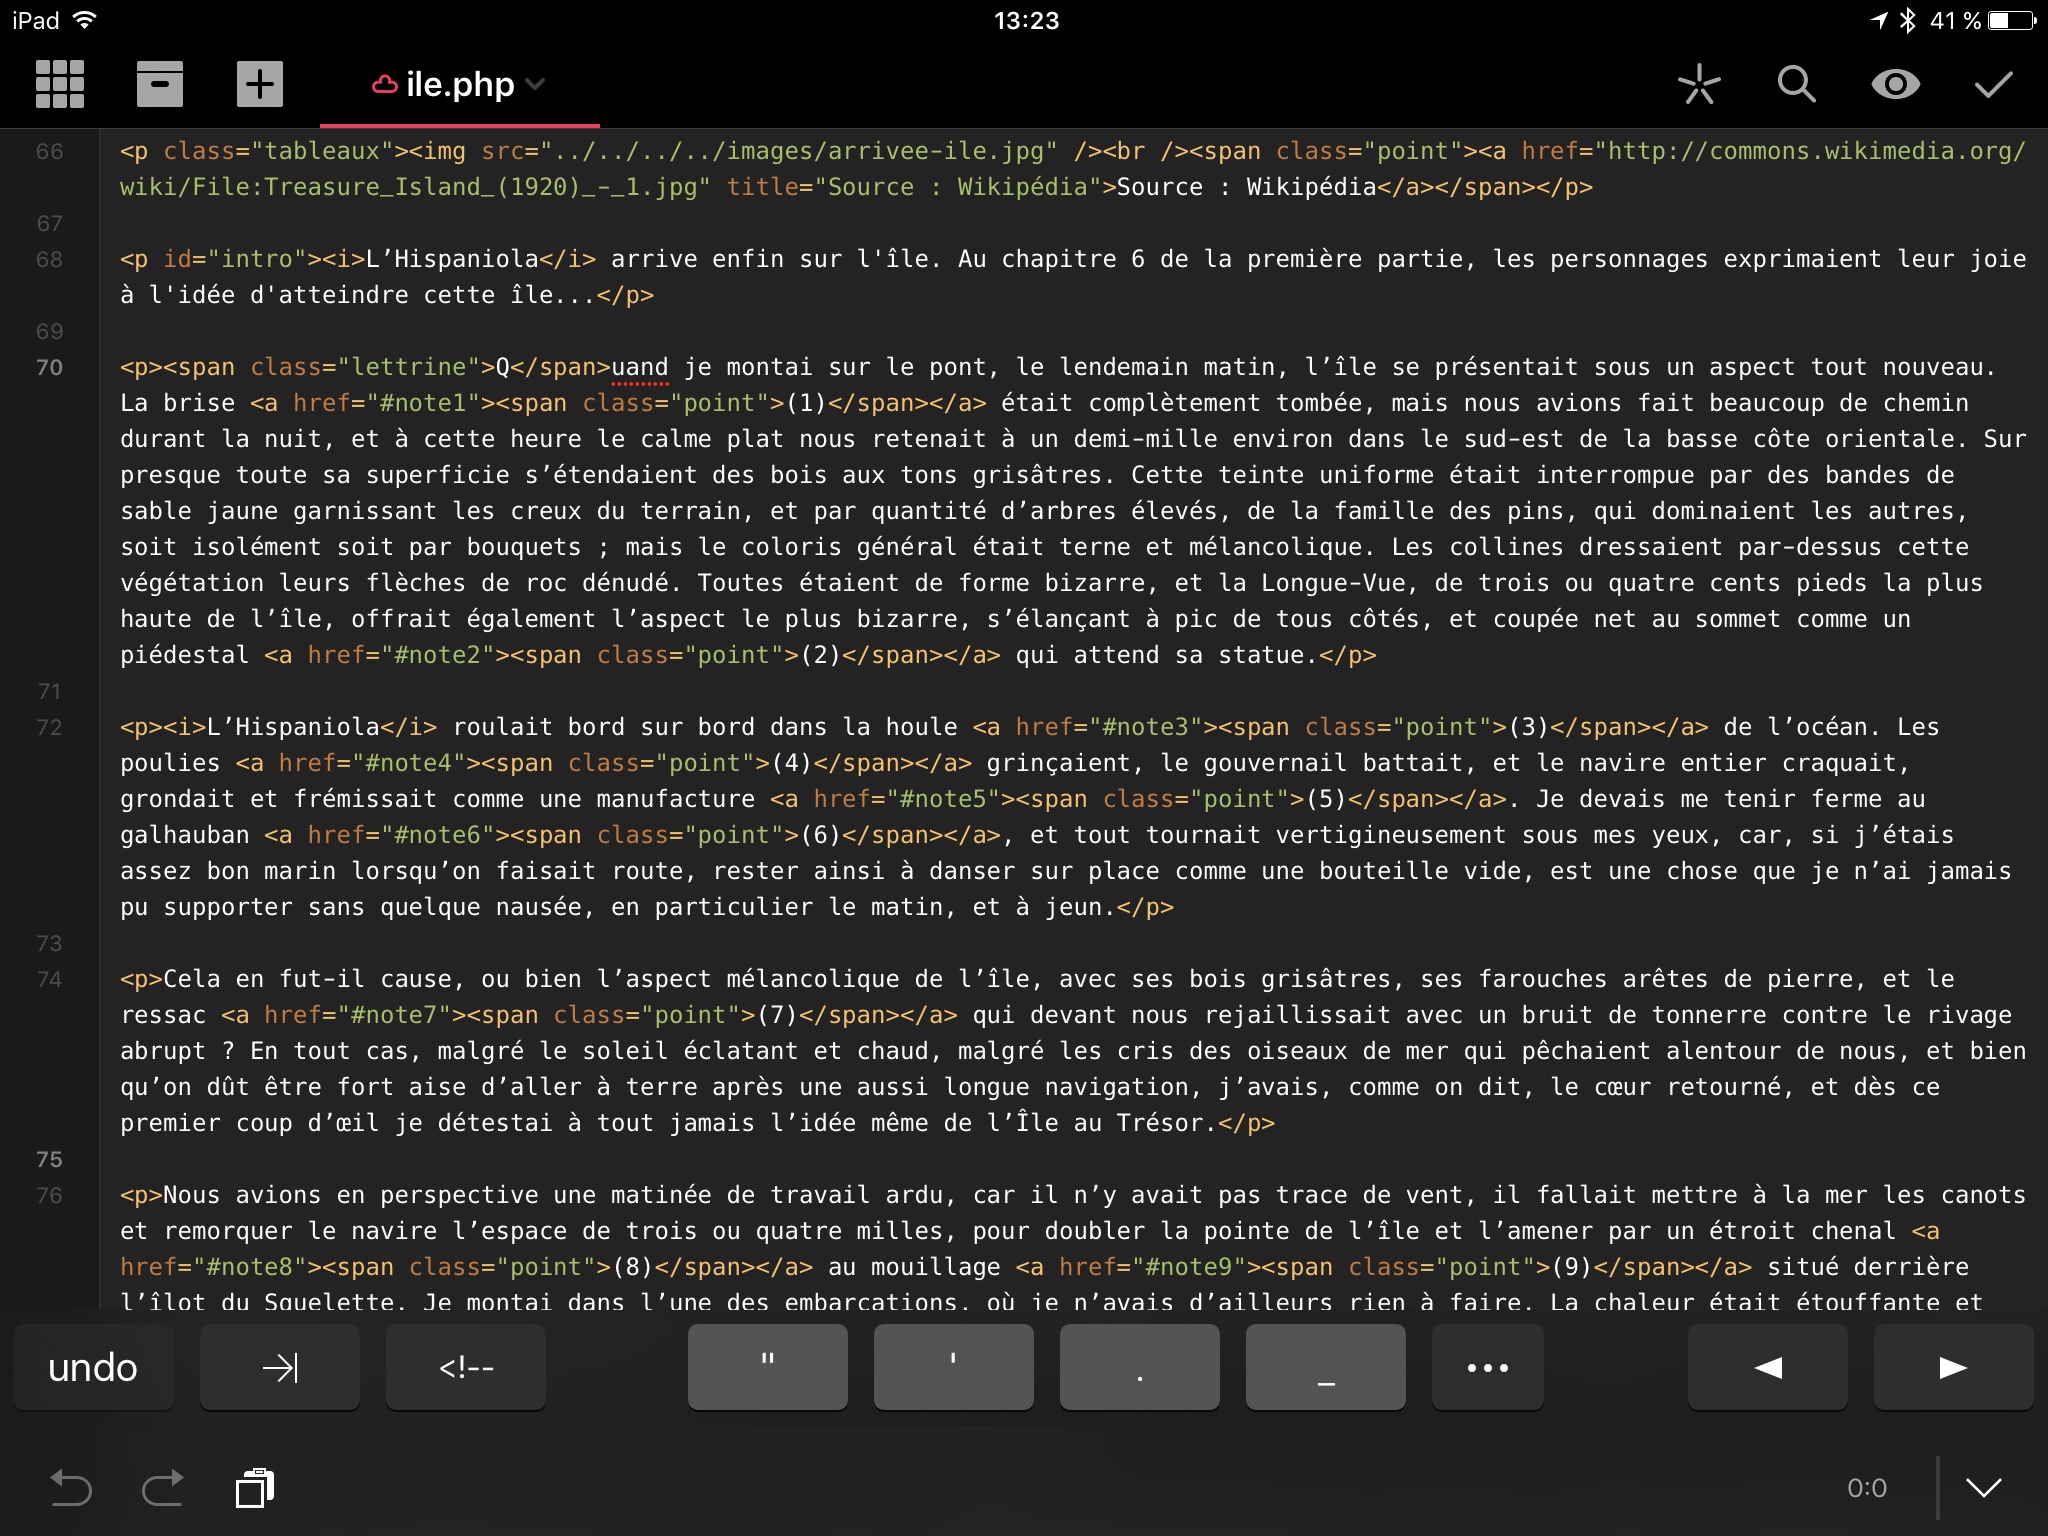 iPad 13:23 41 %
ile.php
66 <p class="tableaux"><img src="../../../../images/arrivee-ile.jpg" /><br /><span class="point"><a href="http://commons.wikimedia.org/
wiki/File:Treasure_Island_(1920)_-_1.jpg" title="Source : Wikipédia">Source : Wikipédia</a></span></p>
67
68 <p id="intro"><i>L’Hispaniola</i> arrive enfin sur l'île. Au chapitre 6 de la première partie, les personnages exprimaient leur joie
à l'idée d'atteindre cette île...</p>
69
70 <p><span class="lettrine">Q</span>uand je montai sur le pont, le lendemain matin, l’île se présentait sous un aspect tout nouveau.
La brise <a href="#note1"><span class="point">(1)</span></a> était complètement tombée, mais nous avions fait beaucoup de chemin
durant la nuit, et à cette heure le calme plat nous retenait à un demi-mille environ dans le sud-est de la basse côte orientale. Sur
presque toute sa superficie s’étendaient des bois aux tons grisâtres. Cette teinte uniforme était interrompue par des bandes de
sable jaune garnissant les creux du terrain, et par quantité d’arbres élevés, de la famille des pins, qui dominaient les autres,
soit isolément soit par bouquets ; mais le coloris général était terne et mélancolique. Les collines dressaient par-dessus cette
végétation leurs flèches de roc dénudé. Toutes étaient de forme bizarre, et la Longue-Vue, de trois ou quatre cents pieds la plus
haute de l’île, offrait également l’aspect le plus bizarre, s’élançant à pic de tous côtés, et coupée net au sommet comme un
piédestal <a href="#note2"><span class="point">(2)</span></a> qui attend sa statue.</p>
71
72 <p><i>L’Hispaniola</i> roulait bord sur bord dans la houle <a href="#note3"><span class="point">(3)</span></a> de l’océan. Les
poulies <a href="#note4"><span class="point">(4)</span></a> grinçaient, le gouvernail battait, et le navire entier craquait,
grondait et frémissait comme une manufacture <a href="#note5"><span class="point">(5)</span></a>. Je devais me tenir ferme au
galhauban <a href="#note6"><span class="point">(6)</span></a>, et tout tournait vertigineusement sous mes yeux, car, si j’étais
assez bon marin lorsqu’on faisait route, rester ainsi à danser sur place comme une bouteille vide, est une chose que je n’ai jamais
pu supporter sans quelque nausée, en particulier le matin, et à jeun.</p>
73
74 <p>Cela en fut-il cause, ou bien l’aspect mélancolique de l’île, avec ses bois grisâtres, ses farouches arêtes de pierre, et le
ressac <a href="#note7"><span class="point">(7)</span></a> qui devant nous rejaillissait avec un bruit de tonnerre contre le rivage
abrupt ? En tout cas, malgré le soleil éclatant et chaud, malgré les cris des oiseaux de mer qui pêchaient alentour de nous, et bien
qu’on dût être fort aise d’aller à terre après une aussi longue navigation, j’avais, comme on dit, le cœur retourné, et dès ce
premier coup d’œil je détestai à tout jamais l’idée même de l’Île au Trésor.</p>
75
76 <p>Nous avions en perspective une matinée de travail ardu, car il n’y avait pas trace de vent, il fallait mettre à la mer les canots
et remorquer le navire l’espace de trois ou quatre milles, pour doubler la pointe de l’île et l’amener par un étroit chenal <a
href="#note8"><span class="point">(8)</span></a> au mouillage <a href="#note9"><span class="point">(9)</span></a> situé derrière
l’îlot du Squelette. Je montai dans l’une des embarcations, où je n’avais d’ailleurs rien à faire. La chaleur était étouffante et
undo <!-- " ' . _ •••
0:0